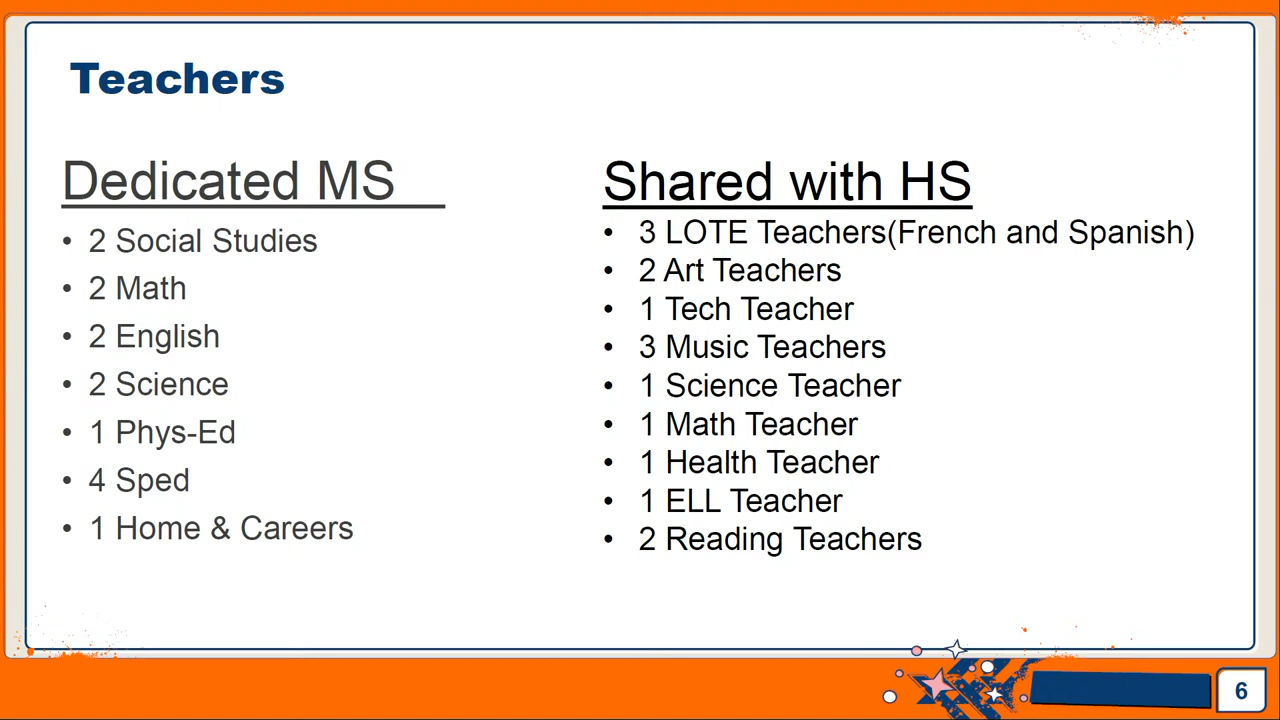 Teachers
Dedicated MS
• 2 Social Studies
• 2 Math
• 2 English
• 2 Science
• 1 Phys-Ed
• 4 Sped
• 1 Home & Careers
Shared with HS
• 3 LOTE Teachers(French and Spanish)
• 2 Art Teachers
• 1 Tech Teacher
• 3 Music Teachers
• 1 Science Teacher
• 1 Math Teacher
• 1 Health Teacher
• 1 ELL Teacher
• 2 Reading Teachers
6